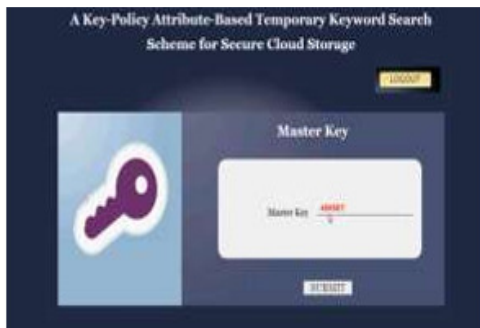 A Key-Policy Attribute-Based Temporary Keyword Search
Scheme for Secure Cloud Storage
LOGOUT
Master Key
Master Key
SUBMIT